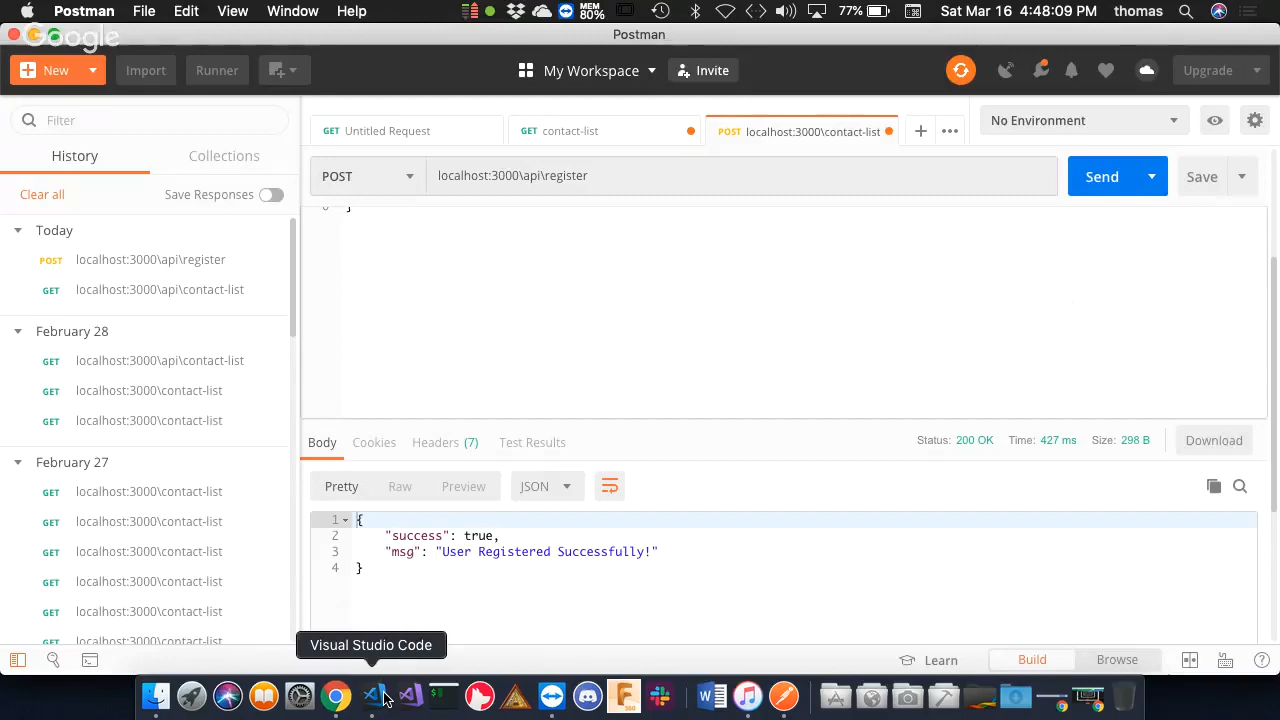 Postman File Edit View Window Help MEM 80% 77% Sat Mar 16 4:48:09 PM thomas
Google
Postman
New Import Runner My Workspace Invite Upgrade
Filter
GET Untitled Request GET contact-list POST localhost:3000\contact-list No Environment
History Collections
POST localhost:3000\api\register Send Save
Clear all Save Responses
Today
POST localhost:3000\api\register
GET localhost:3000\api\contact-list
February 28
GET localhost:3000\api\contact-list
GET localhost:3000\contact-list
GET localhost:3000\contact-list
February 27
GET localhost:3000\contact-list
GET localhost:3000\contact-list
GET localhost:3000\contact-list
GET localhost:3000\contact-list
GET localhost:3000\contact-list
GET localhost:3000\contact-list
Body Cookies Headers (7) Test Results Status: 200 OK Time: 427 ms Size: 298 B Download
Pretty Raw Preview JSON
1 {
2 "success": true,
3 "msg": "User Registered Successfully!"
4 }
Visual Studio Code
Learn Build Browse